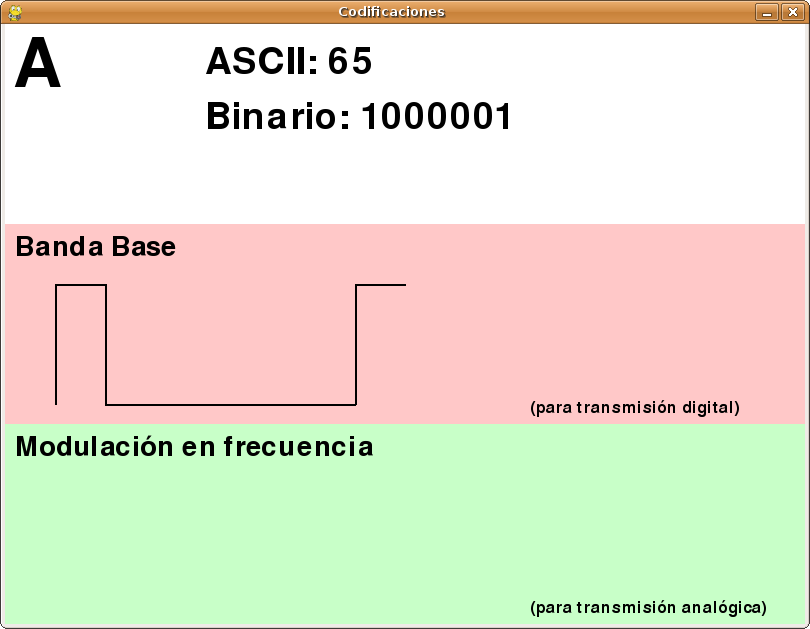 Codificaciones
A
ASCII: 65
Binario: 1000001
Banda Base
(para transmisión digital)
Modulación en frecuencia
(para transmisión analógica)